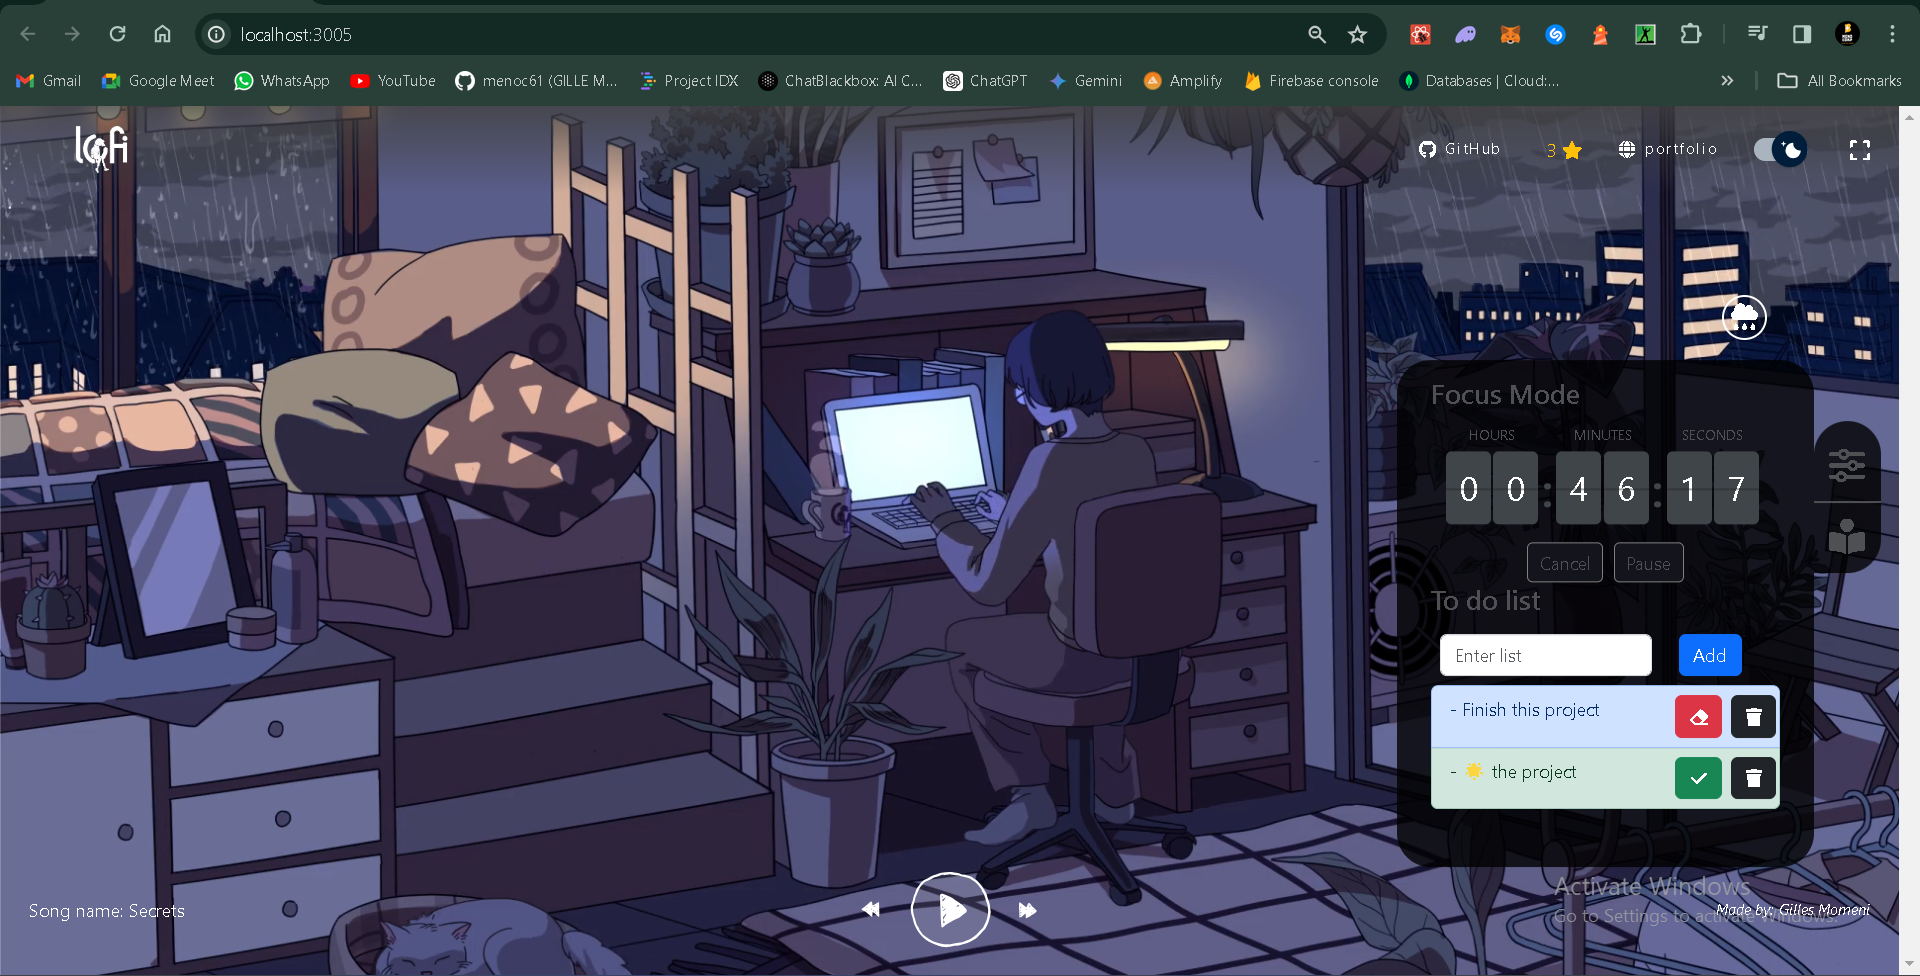 localhost:3005
Gmail Google Meet WhatsApp YouTube menoc61 (GILLE M... Project IDX ChatBlackbox: AI C... ChatGPT Gemini Amplify Firebase console Databases | Cloud:... All Bookmarks
lofi GitHub 3 portfolio
Focus Mode
HOURS MINUTES SECONDS
0 0 : 4 6 : 1 7
Cancel Pause
To do list
Enter list Add
- Finish this project
- 🌟 the project
Activate Windows
Song name: Secrets Made by: Gilles Momeni
Go to Settings to activate Windows.